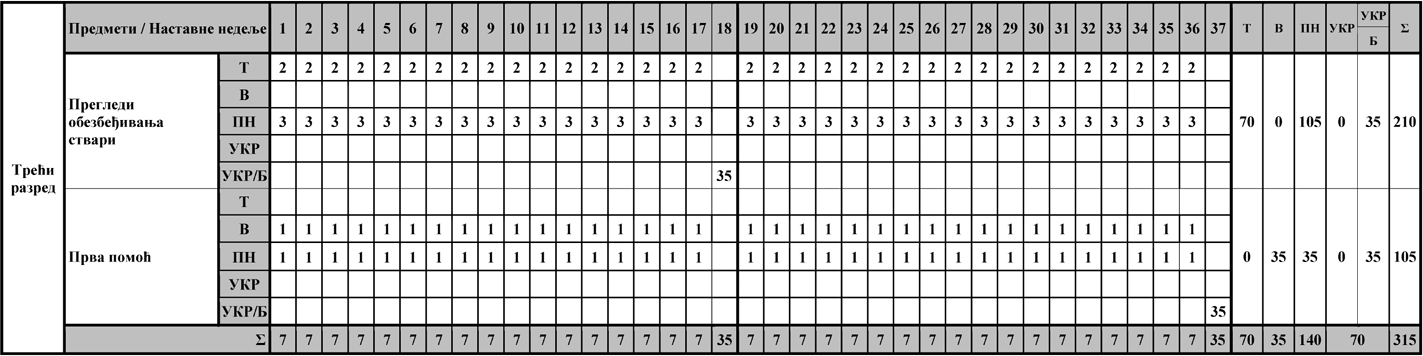 Предмети / Наставне недеље 1 2 3 4 5 6 7 8 9 10 11 12 13 14 15 16 17 18 19 20 21 22 23 24 25 26 27 28 29 30 31 32 33 34 35 36 37 Т В ПН УКР УКР Б Σ
Трећи
разред
Прегледи
обезбеђивања
ствари
Т 2 2 2 2 2 2 2 2 2 2 2 2 2 2 2 2 2 2 2 2 2 2 2 2 2 2 2 2 2 2 2 2 2 2 2
В
ПН 3 3 3 3 3 3 3 3 3 3 3 3 3 3 3 3 3 3 3 3 3 3 3 3 3 3 3 3 3 3 3 3 3 3 3
УКР
УКР/Б 35
70 0 105 0 35 210
Прва помоћ
Т
В 1 1 1 1 1 1 1 1 1 1 1 1 1 1 1 1 1 1 1 1 1 1 1 1 1 1 1 1 1 1 1 1 1 1 1
ПН 1 1 1 1 1 1 1 1 1 1 1 1 1 1 1 1 1 1 1 1 1 1 1 1 1 1 1 1 1 1 1 1 1 1 1
УКР
УКР/Б 35
0 35 35 0 35 105
Σ 7 7 7 7 7 7 7 7 7 7 7 7 7 7 7 7 7 35 7 7 7 7 7 7 7 7 7 7 7 7 7 7 7 7 7 7 35 70 35 140 70 315